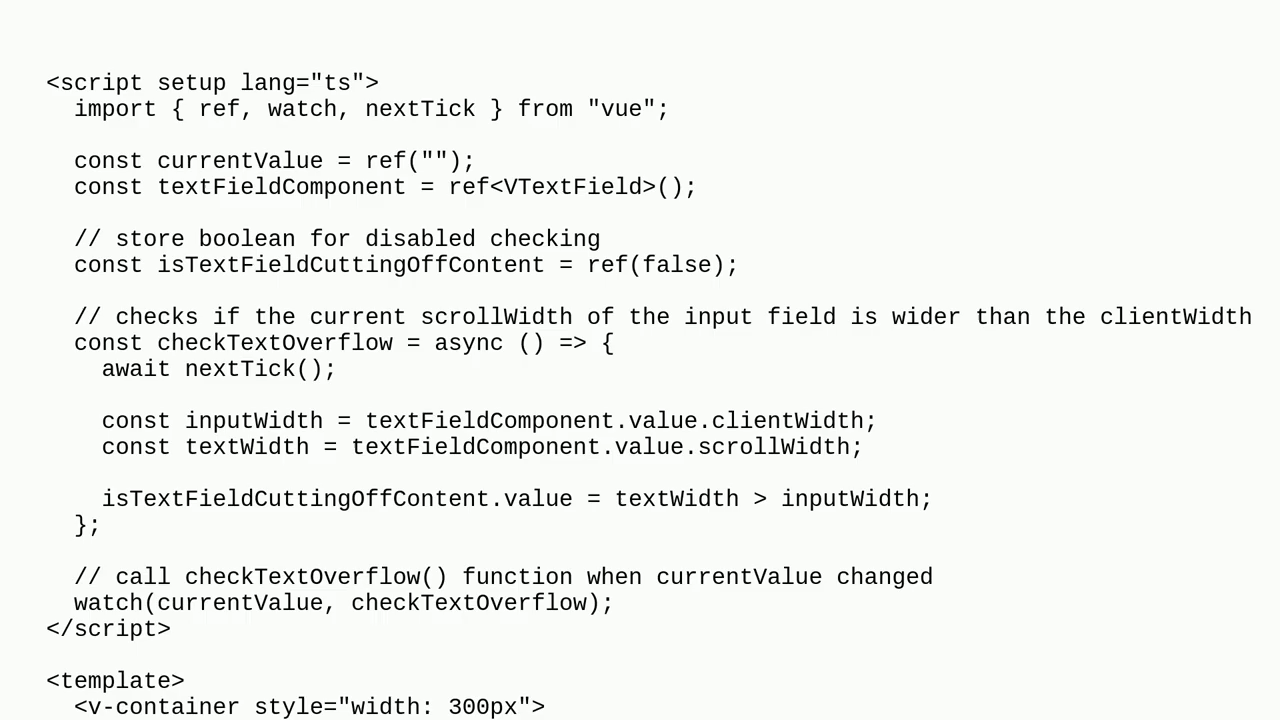 <script setup lang="ts">
  import { ref, watch, nextTick } from "vue";

  const currentValue = ref("");
  const textFieldComponent = ref<VTextField>();

  // store boolean for disabled checking
  const isTextFieldCuttingOffContent = ref(false);

  // checks if the current scrollWidth of the input field is wider than the clientWidth
  const checkTextOverflow = async () => {
    await nextTick();

    const inputWidth = textFieldComponent.value.clientWidth;
    const textWidth = textFieldComponent.value.scrollWidth;

    isTextFieldCuttingOffContent.value = textWidth > inputWidth;
  };

  // call checkTextOverflow() function when currentValue changed
  watch(currentValue, checkTextOverflow);
</script>

<template>
  <v-container style="width: 300px">